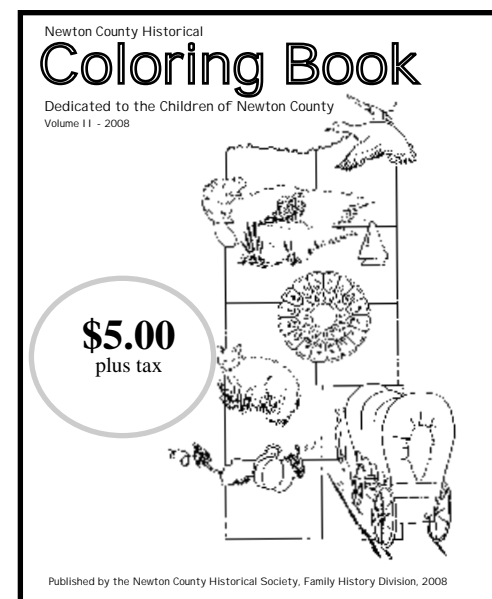 Newton County Historical
Coloring Book
Dedicated to the Children of Newton County
Volume II - 2008
$5.00
plus tax
Published by the Newton County Historical Society, Family History Division, 2008